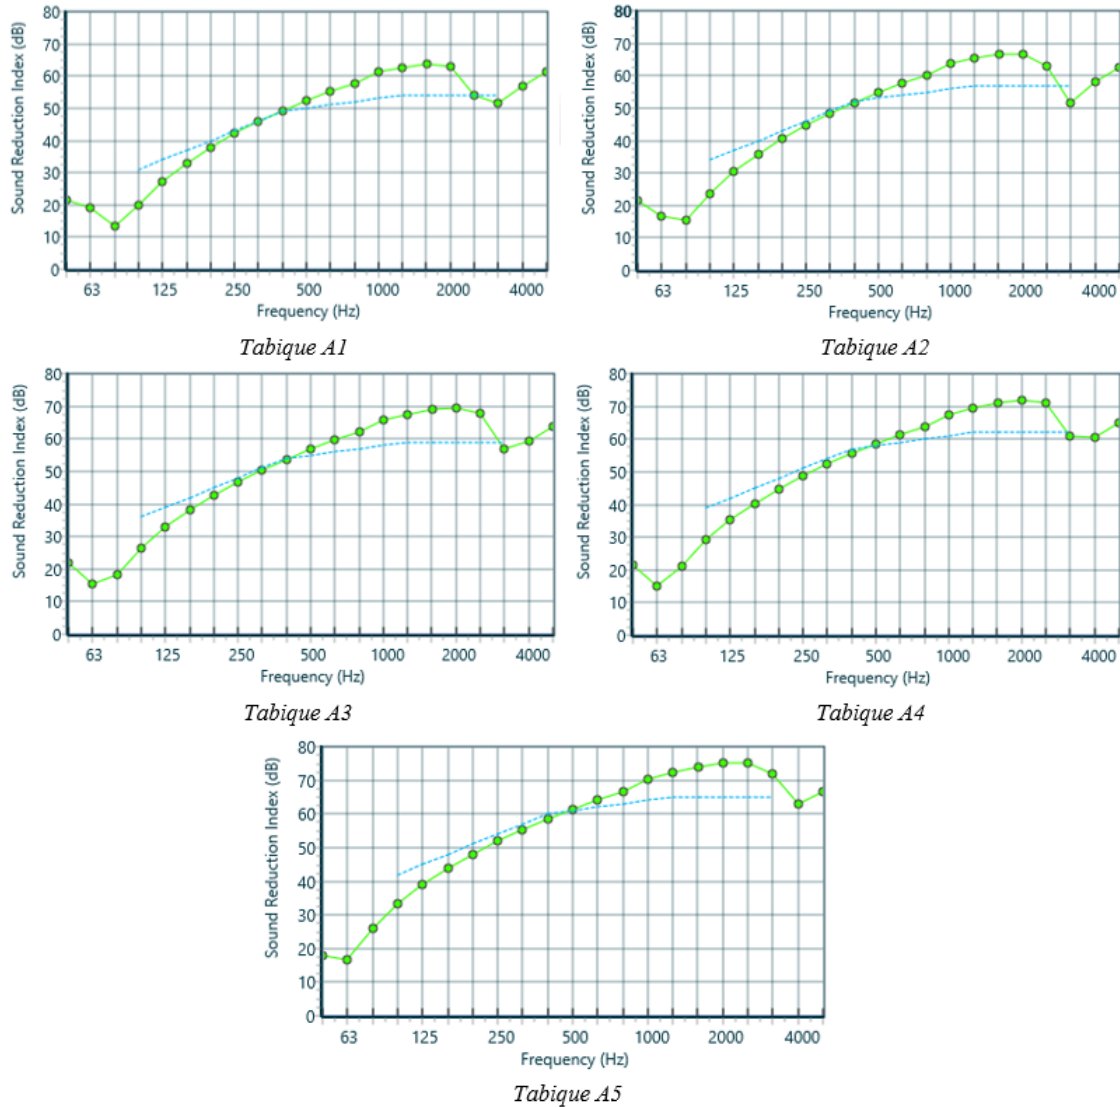 80
70
60
50
40
30
20
10
0
Sound Reduction Index (dB)
63 125 250 500 1000 2000 4000
Frequency (Hz)
Tabique A1
80
70
60
50
40
30
20
10
0
Sound Reduction Index (dB)
63 125 250 500 1000 2000 4000
Frequency (Hz)
Tabique A2
80
70
60
50
40
30
20
10
0
Sound Reduction Index (dB)
63 125 250 500 1000 2000 4000
Frequency (Hz)
Tabique A3
80
70
60
50
40
30
20
10
0
Sound Reduction Index (dB)
63 125 250 500 1000 2000 4000
Frequency (Hz)
Tabique A4
80
70
60
50
40
30
20
10
0
Sound Reduction Index (dB)
63 125 250 500 1000 2000 4000
Frequency (Hz)
Tabique A5